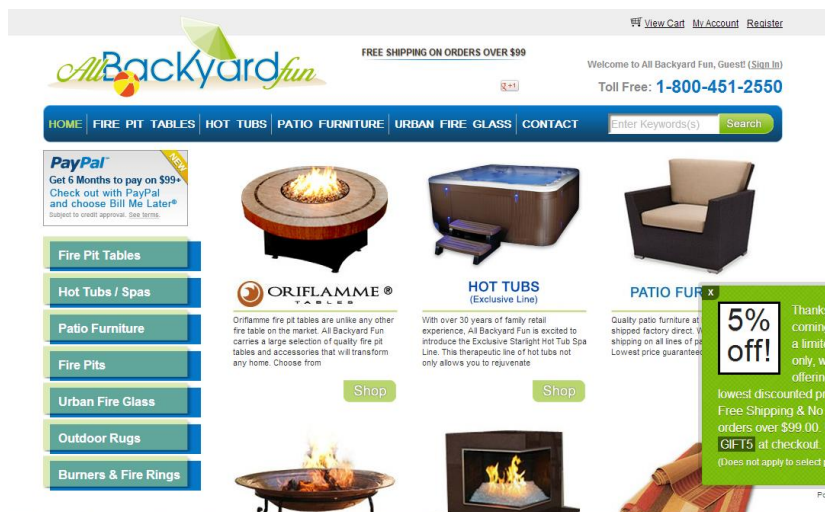 View Cart My Account Register
All Backyard fun
FREE SHIPPING ON ORDERS OVER $99
Welcome to All Backyard Fun, Guest! (Sign In)
g +1
Toll Free: 1-800-451-2550
HOME FIRE PIT TABLES HOT TUBS PATIO FURNITURE URBAN FIRE GLASS CONTACT
Enter Keywords(s) Search
PayPal™
NEW
Get 6 Months to pay on $99+
Check out with PayPal
and choose Bill Me Later®
Subject to credit approval. See terms.
Fire Pit Tables
Hot Tubs / Spas
Patio Furniture
Fire Pits
Urban Fire Glass
Outdoor Rugs
Burners & Fire Rings
ORIFLAMME ®
TABLES
Oriflamme fire pit tables are unlike any other
fire table on the market. All Backyard Fun
carries a large selection of quality fire pit
tables and accessories that will transform
any home. Choose from
Shop
HOT TUBS
(Exclusive Line)
With over 30 years of family retail
experience, All Backyard Fun is excited to
introduce the Exclusive Starlight Hot Tub Spa
Line. This therapeutic line of hot tubs not
only allows you to rejuvenate
Shop
PATIO FUR
Quality patio furniture at
shipped factory direct. W
shipping on all lines of pa
Lowest price guaranteed
X
5%
off!
Thanks
coming
a limite
only, w
offering
lowest discounted pr
Free Shipping & No
orders over $99.00.
GIFT5 at checkout.
(Does not apply to select p
Po